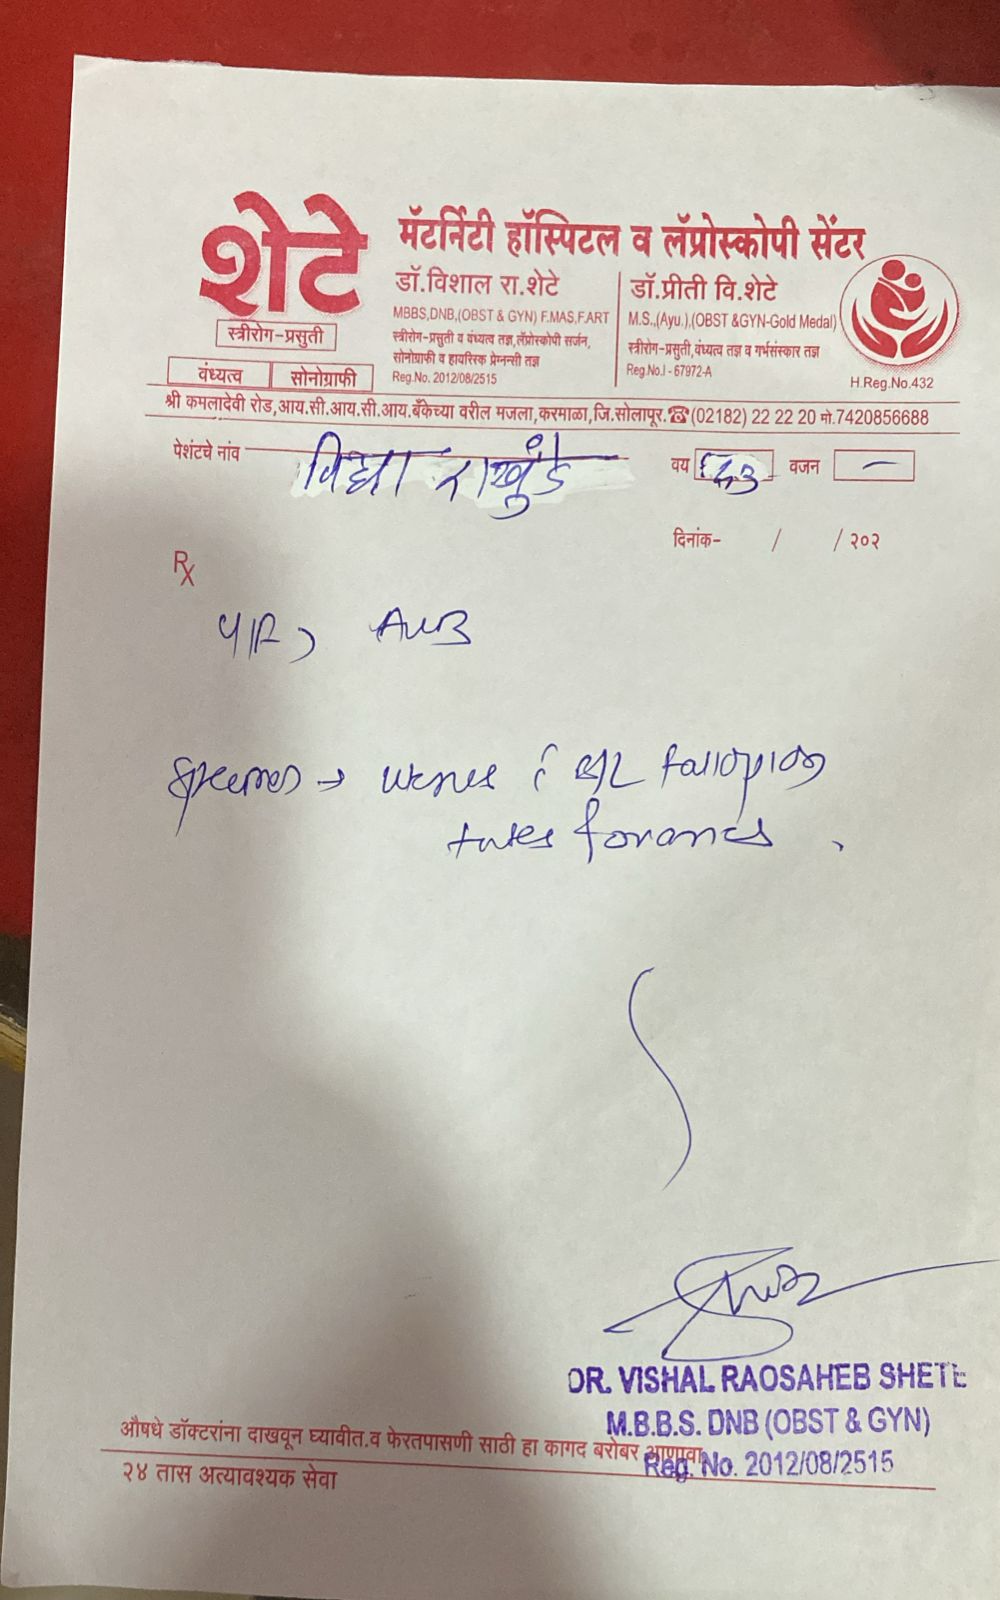 शेटे
मॅटर्निटी हॉस्पिटल व लॅप्रोस्कोपी सेंटर
स्त्रीरोग-प्रसुती
वंध्यत्व सोनोग्राफी
डॉ.विशाल रा.शेटे
MBBS,DNB,(OBST & GYN) F.MAS,F.ART
स्त्रीरोग-प्रसुती व वंध्यत्व तज्ञ,लॅप्रोस्कोपी सर्जन,
सोनोग्राफी व हायरिस्क प्रेग्नन्सी तज्ञ
Reg.No. 2012/08/2515
डॉ.प्रीती वि.शेटे
M.S.,(Ayu.),(OBST &GYN-Gold Medal)
स्त्रीरोग-प्रसुती,वंध्यत्व तज्ञ व गर्भसंस्कार तज्ञ
Reg.No.I - 67972-A
H.Reg.No.432
श्री कमलादेवी रोड,आय.सी.आय.सी.आय.बँकेच्या वरील मजला,करमाळा,जि.सोलापूर.☎(02182) 22 22 20 मो.7420856688
पेशंटचे नांव विद्या राखुंडे वय वजन —
दिनांक- / /२०२
Rx
AUB
→ fallopian
tubes
DR. VISHAL RAOSAHEB SHETE
M.B.B.S. DNB (OBST & GYN)
Reg. No. 2012/08/2515
औषधे डॉक्टरांना दाखवून घ्यावीत.व फेरतपासणी साठी हा कागद बरोबर आणावा
२४ तास अत्यावश्यक सेवा